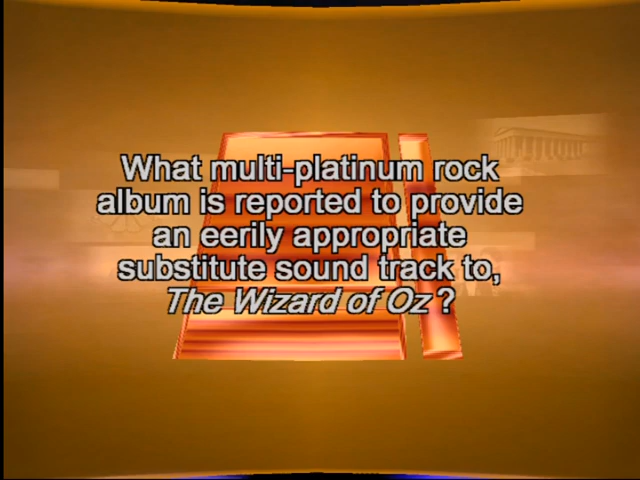 What multi-platinum rock
album is reported to provide
an eerily appropriate
substitute sound track to,
The Wizard of Oz ?